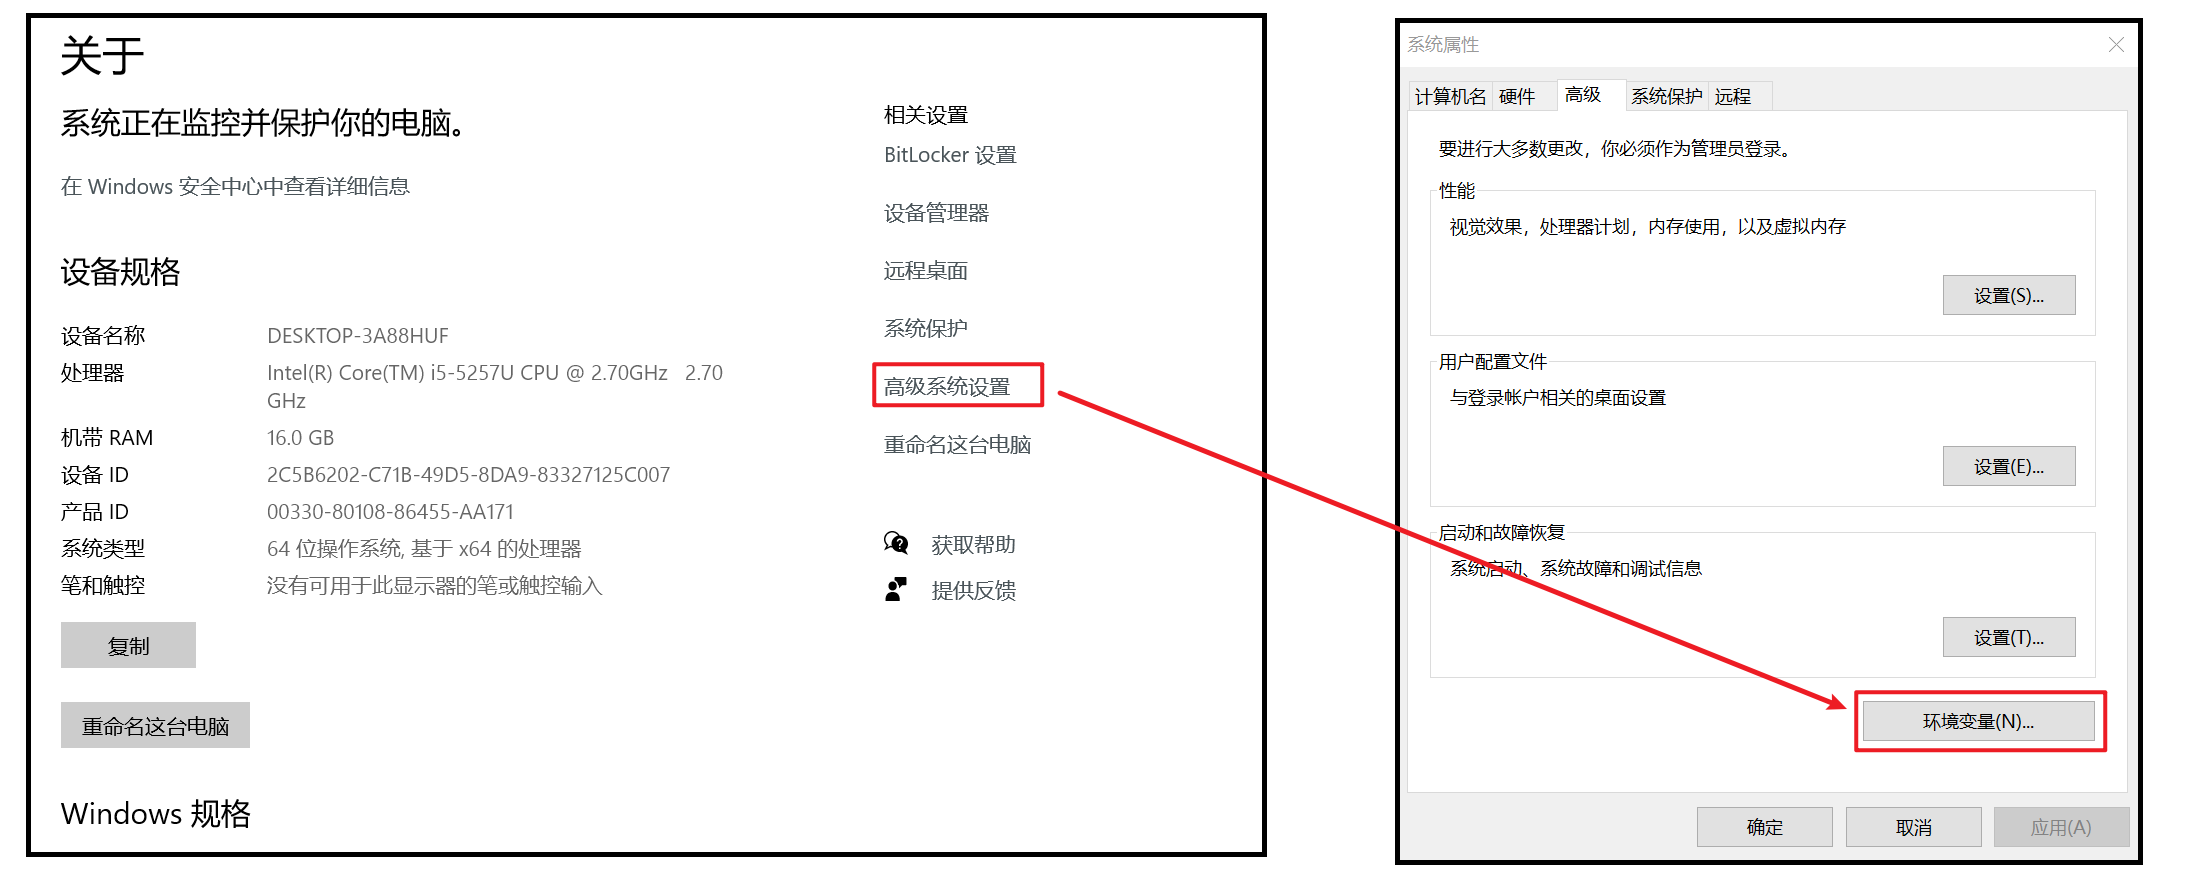 关于
系统正在监控并保护你的电脑。
在 Windows 安全中心中查看详细信息
设备规格
设备名称 DESKTOP-3A88HUF
处理器 Intel(R) Core(TM) i5-5257U CPU @ 2.70GHz 2.70
GHz
机带 RAM 16.0 GB
设备 ID 2C5B6202-C71B-49D5-8DA9-83327125C007
产品 ID 00330-80108-86455-AA171
系统类型 64 位操作系统, 基于 x64 的处理器
笔和触控 没有可用于此显示器的笔或触控输入
复制
重命名这台电脑
Windows 规格
相关设置
BitLocker 设置
设备管理器
远程桌面
系统保护
高级系统设置
重命名这台电脑
获取帮助
提供反馈
系统属性
计算机名 硬件 高级 系统保护 远程
要进行大多数更改，你必须作为管理员登录。
性能
视觉效果，处理器计划，内存使用，以及虚拟内存
设置(S)...
用户配置文件
与登录帐户相关的桌面设置
设置(E)...
启动和故障恢复
系统启动、系统故障和调试信息
设置(T)...
环境变量(N)...
确定 取消 应用(A)